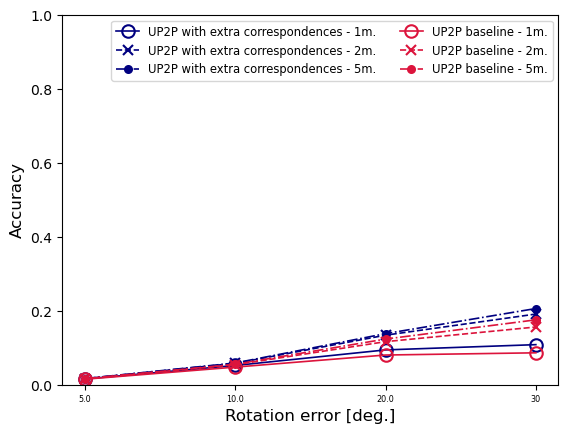 UP2P with extra correspondences - 1m.
UP2P with extra correspondences - 2m.
UP2P with extra correspondences - 5m.
UP2P baseline - 1m.
UP2P baseline - 2m.
UP2P baseline - 5m.
1.0
0.8
0.6
0.4
0.2
0.0
Accuracy
5.0 10.0 20.0 30
Rotation error [deg.]